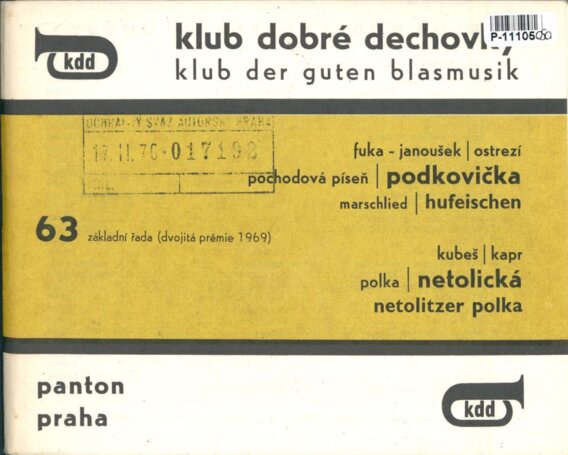 kdd
klub dobré dechovky
P-11105
klub der guten blasmusik
OCHRANNÝ SVAZ AUTORSKÝ PRAHA
17. II. 70 - 017192
fuka - janoušek | ostrezí
pochodová píseň | podkovička
marschlied | hufeischen
63 základní řada (dvojitá prémie 1969)
kubeš | kapr
polka | netolická
netolitzer polka
panton
praha
kdd